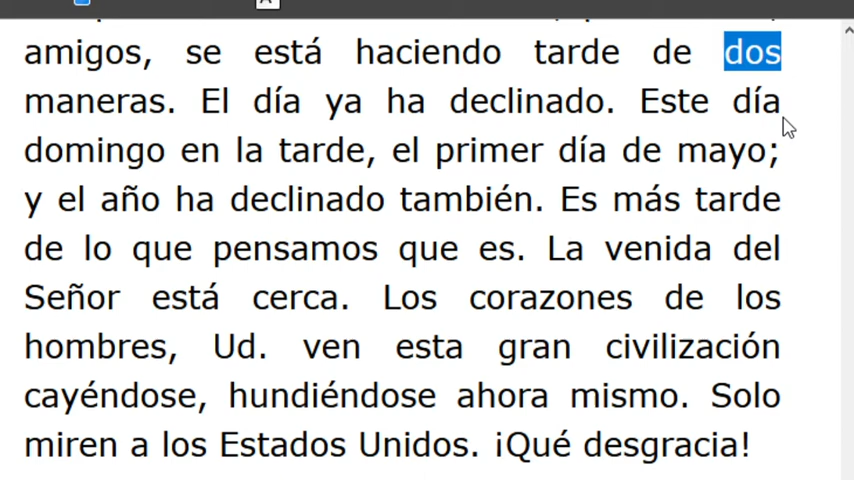 amigos, se está haciendo tarde de dos
maneras. El día ya ha declinado. Este día
domingo en la tarde, el primer día de mayo;
y el año ha declinado también. Es más tarde
de lo que pensamos que es. La venida del
Señor está cerca. Los corazones de los
hombres, Ud. ven esta gran civilización
cayéndose, hundiéndose ahora mismo. Solo
miren a los Estados Unidos. ¡Qué desgracia!